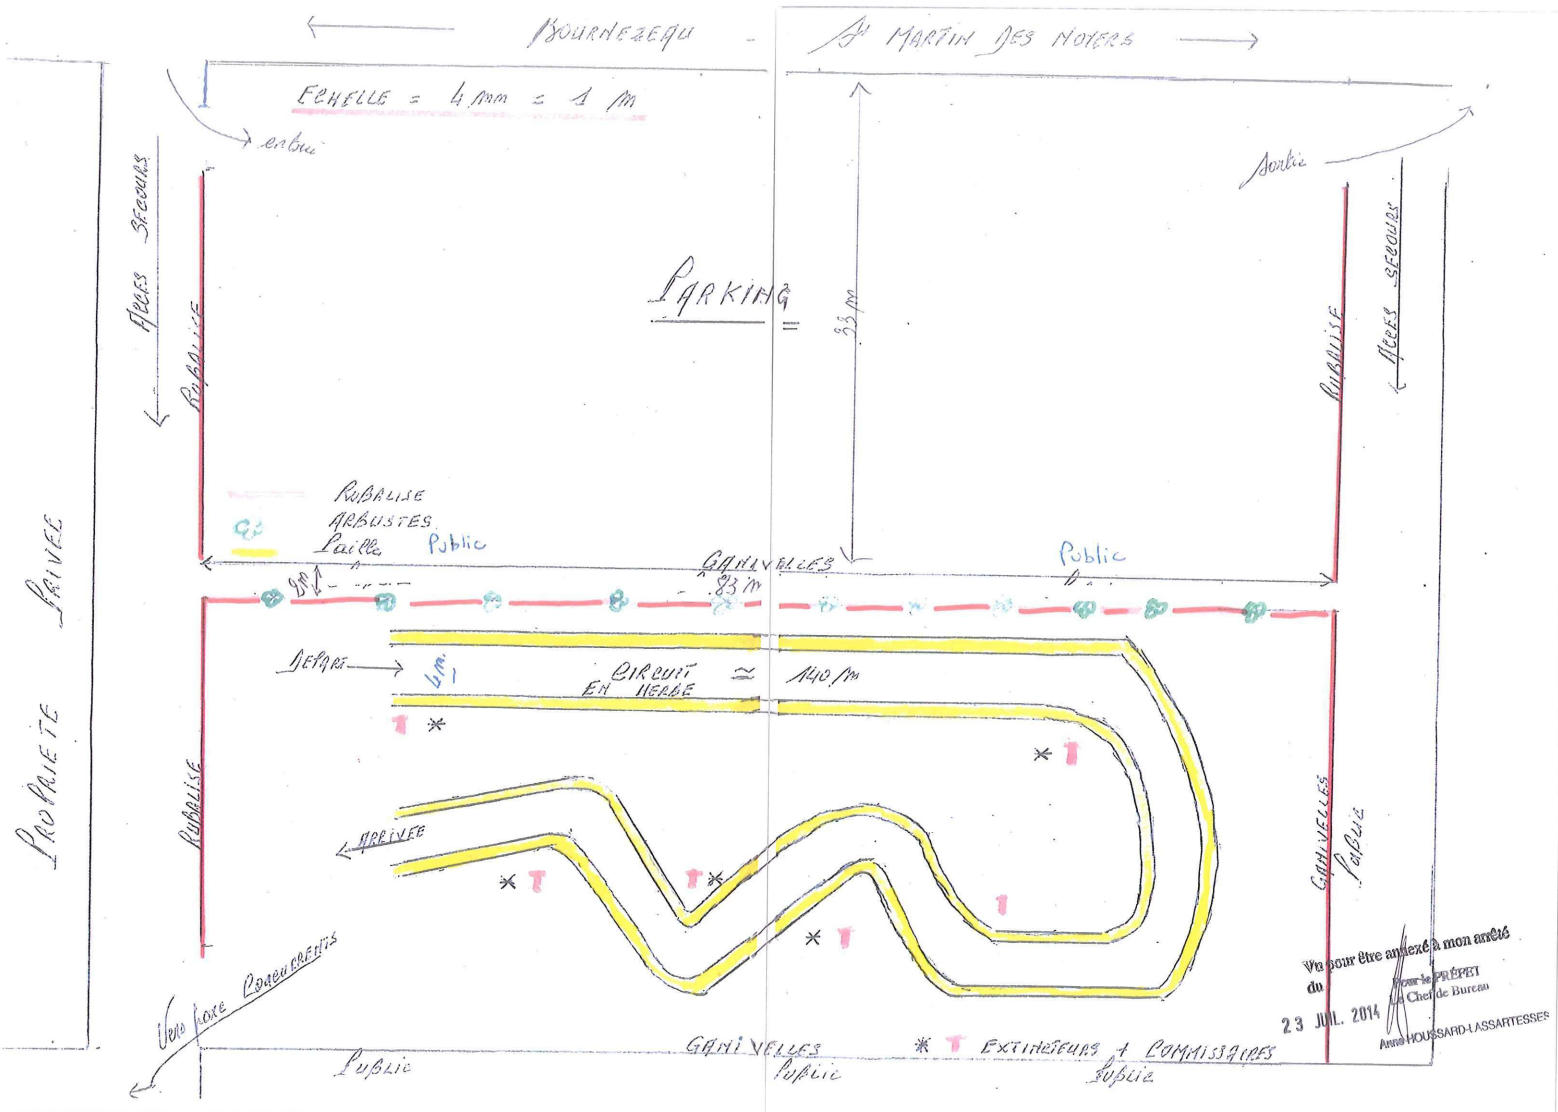 BOURNEZEAU - St MARTIN DES NOYERS
ECHELLE = 4 mm = 1 m
entrée
Sortie
ACCES SECOURS
ACCES SECOURS
RUBALISE
RUBALISE
PARKING
33 m
RUBALISE
ARBUSTES
Paille
Public
Public
GANIVELLES
83 m
2m
DEPART
4m
CIRCUIT ≃ 140 m
EN HERBE
PROPRIETE PRIVEE
RUBALISE
ARRIVEE
GANIVELLES
Public
Vers parc CONCURRENTS
Vu pour être annexé à mon arrêté
du
Pour le PRÉFET
Le Chef de Bureau
23 JUIL. 2014
Anne HOUSSARD-LASSARTESSES
GANIVELLES
* T EXTINCTEURS + COMMISSAIRES
Public
Public
Public